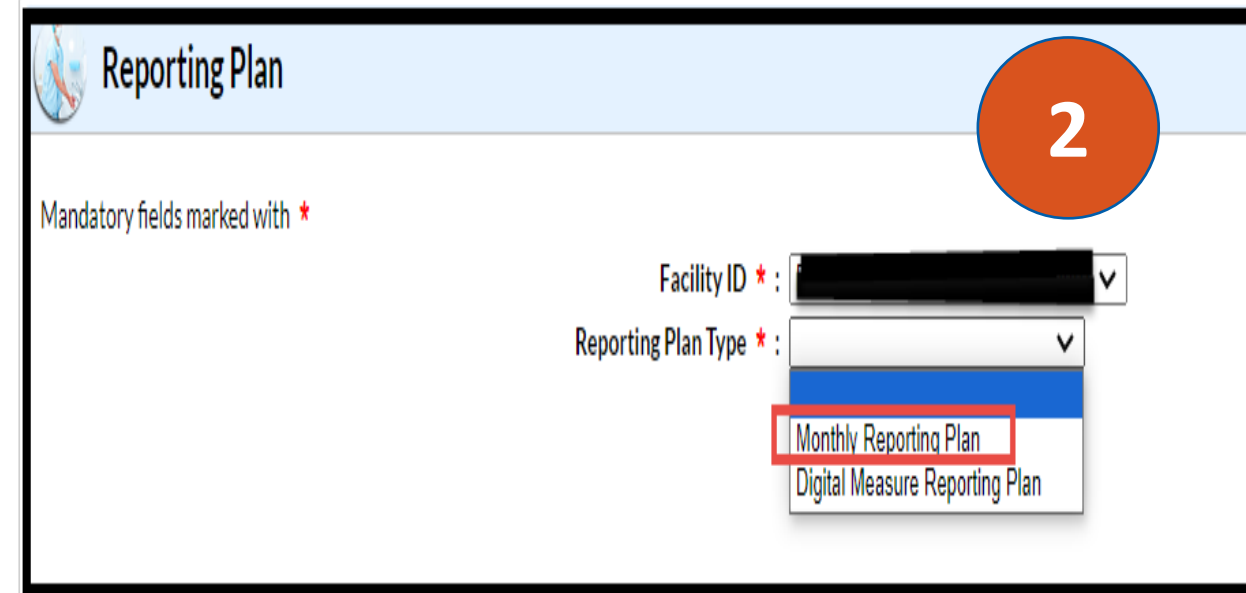 Reporting Plan
2
Mandatory fields marked with *
Facility ID * :
Reporting Plan Type * :
Monthly Reporting Plan
Digital Measure Reporting Plan